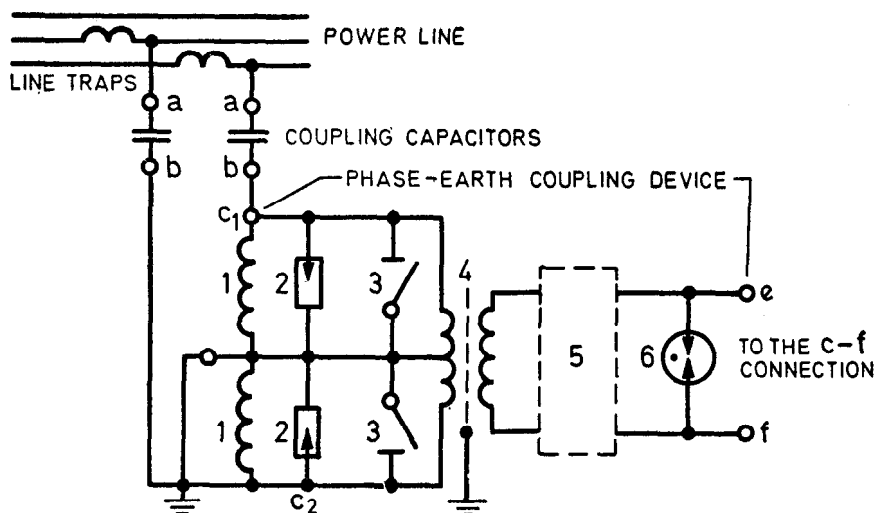 POWER LINE
LINE TRAPS
a a
COUPLING CAPACITORS
b b
PHASE-EARTH COUPLING DEVICE
c1
1 2 3 4
e
5 6
TO THE C-f
CONNECTION
1 2 3
f
c2